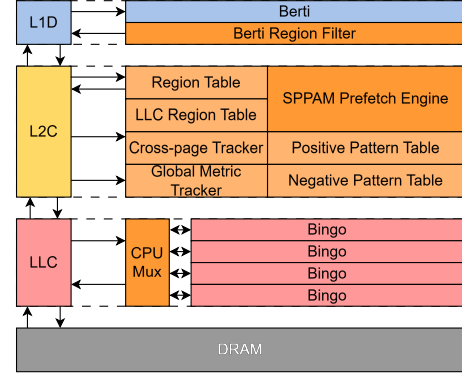 L1D
Berti
Berti Region Filter
L2C
Region Table
SPPAM Prefetch Engine
LLC Region Table
Cross-page Tracker
Positive Pattern Table
Global Metric
Tracker
Negative Pattern Table
LLC
CPU
Mux
Bingo
Bingo
Bingo
Bingo
DRAM